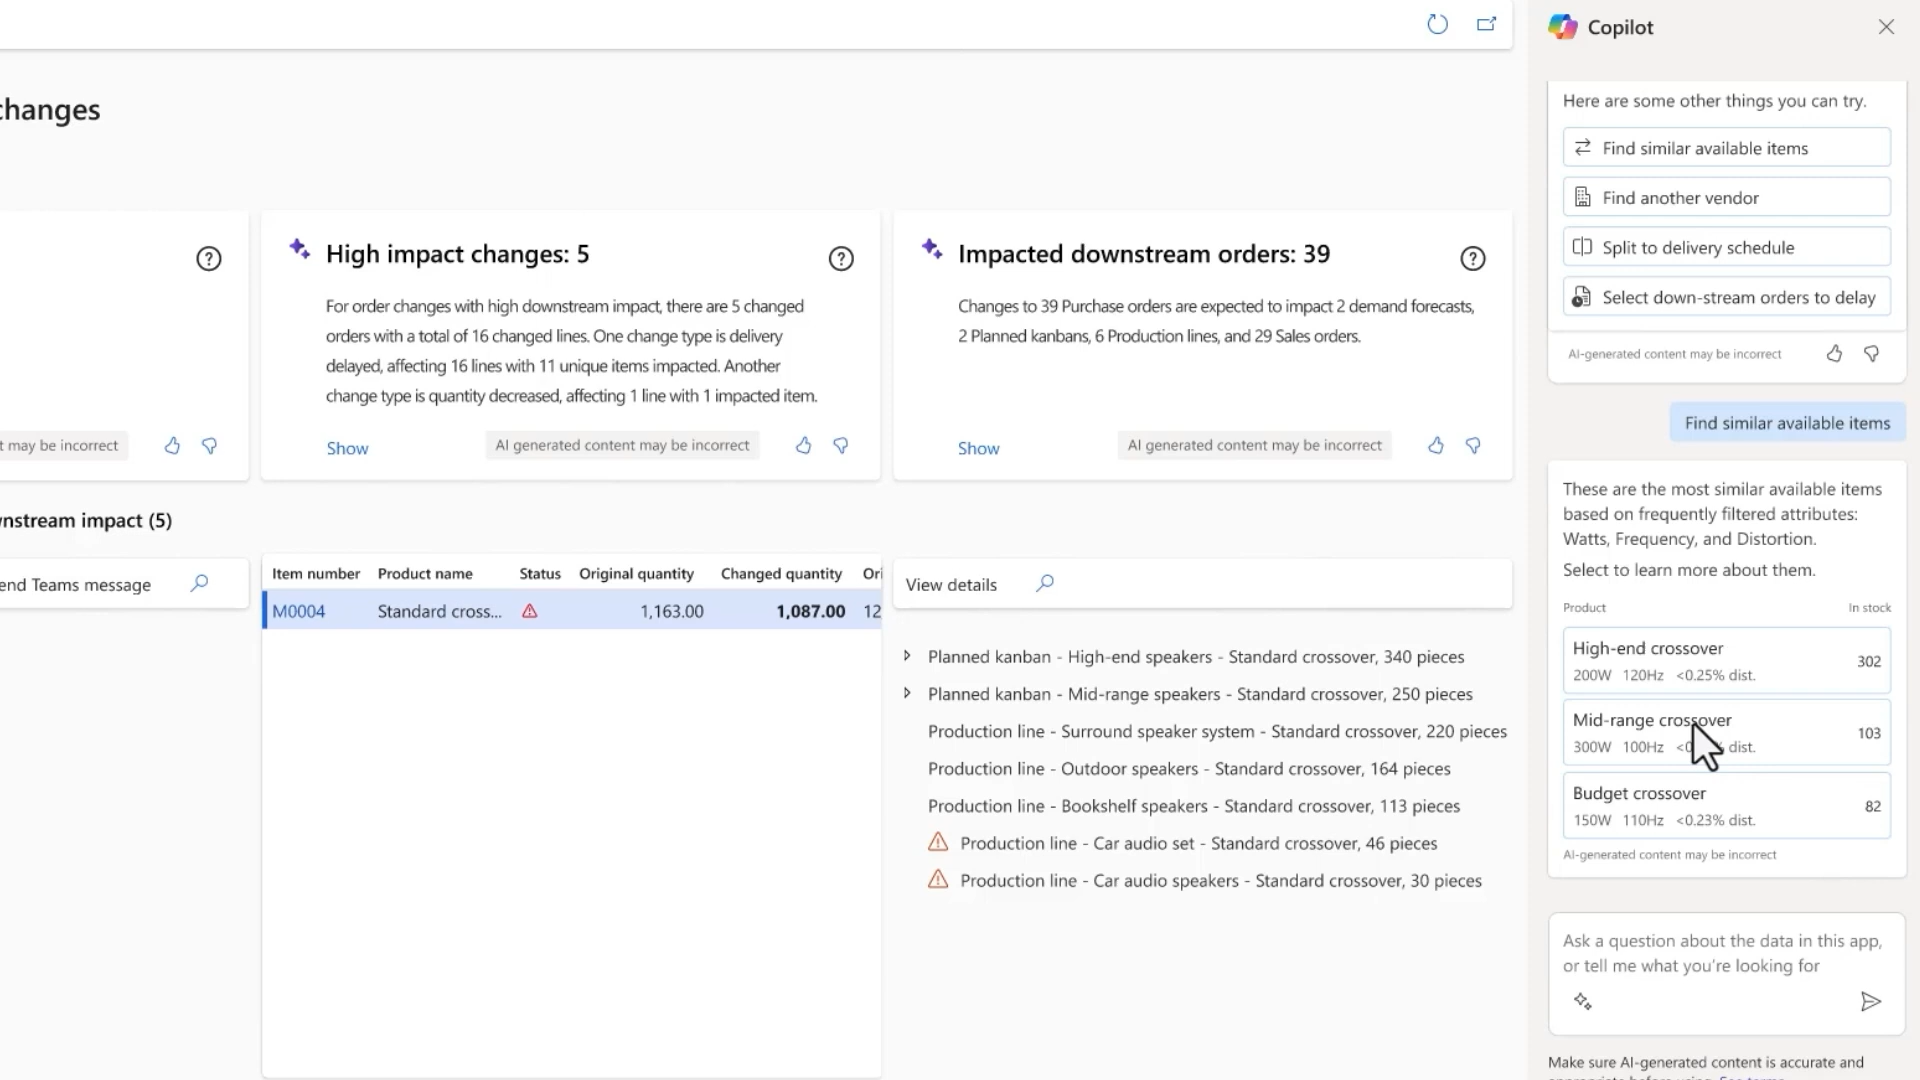 Copilot
changes
Here are some other things you can try.
Find similar available items
Find another vendor
Split to delivery schedule
Select down-stream orders to delay
AI-generated content may be incorrect
High impact changes: 5
For order changes with high downstream impact, there are 5 changed
orders with a total of 16 changed lines. One change type is delivery
delayed, affecting 16 lines with 11 unique items impacted. Another
change type is quantity decreased, affecting 1 line with 1 impacted item.
Show
AI generated content may be incorrect
Impacted downstream orders: 39
Changes to 39 Purchase orders are expected to impact 2 demand forecasts,
2 Planned kanbans, 6 Production lines, and 29 Sales orders.
Show
AI generated content may be incorrect
t may be incorrect
Find similar available items
wnstream impact (5)
end Teams message
Item number Product name Status Original quantity Changed quantity Ori
M0004 Standard cross... 1,163.00 1,087.00 12
View details
Planned kanban - High-end speakers - Standard crossover, 340 pieces
Planned kanban - Mid-range speakers - Standard crossover, 250 pieces
Production line - Surround speaker system - Standard crossover, 220 pieces
Production line - Outdoor speakers - Standard crossover, 164 pieces
Production line - Bookshelf speakers - Standard crossover, 113 pieces
Production line - Car audio set - Standard crossover, 46 pieces
Production line - Car audio speakers - Standard crossover, 30 pieces
These are the most similar available items
based on frequently filtered attributes:
Watts, Frequency, and Distortion.
Select to learn more about them.
Product In stock
High-end crossover
200W 120Hz <0.25% dist.
302
Mid-range crossover
300W 100Hz dist.
103
Budget crossover
150W 110Hz <0.23% dist.
82
AI-generated content may be incorrect
Ask a question about the data in this app,
or tell me what you're looking for
Make sure AI-generated content is accurate and